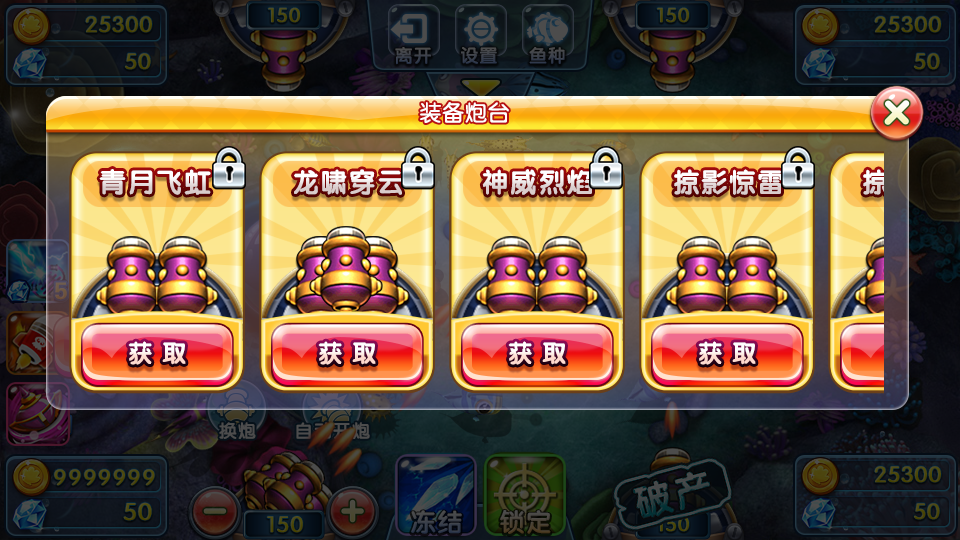 25300
50
150
离开
设置
鱼种
150
25300
50
装备炮台
青月飞虹
龙啸穿云
神威烈焰
掠影惊雷
掠
获取
获取
获取
获取
换炮
9999999
50
150
冻结
锁定
破产
150
25300
50